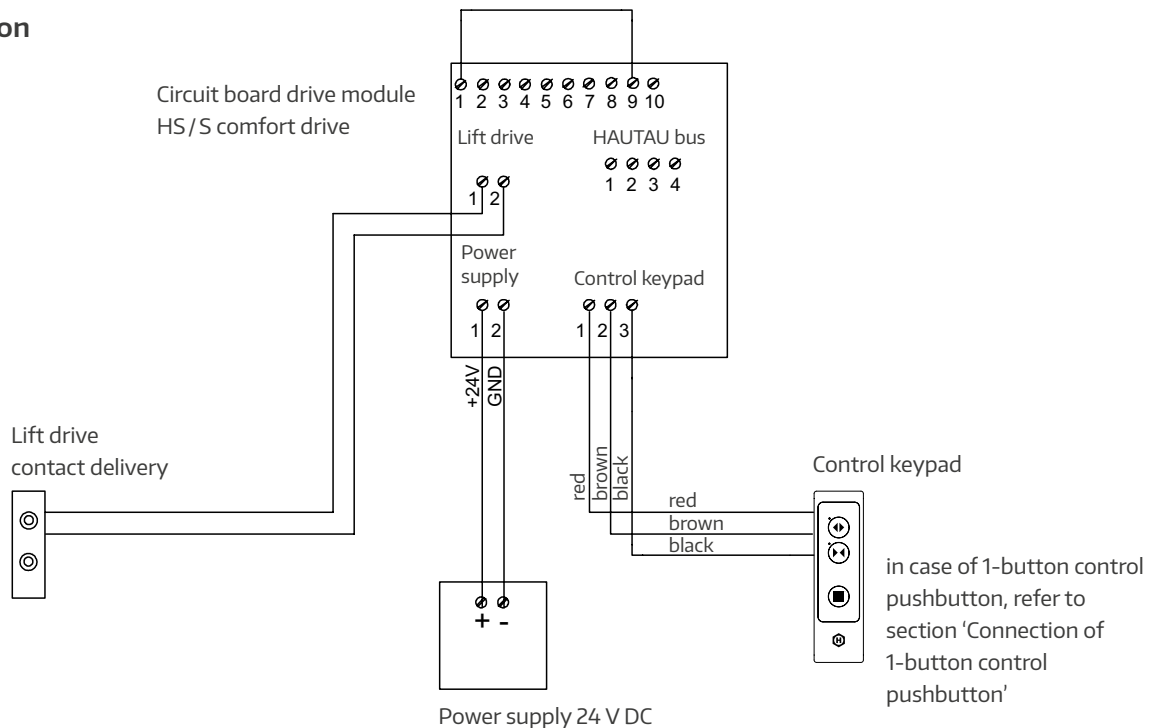 on
Circuit board drive module
HS/S comfort drive
1 2 3 4 5 6 7 8 9 10
Lift drive
HAUTAU bus
1 2 3 4
1 2
Power
supply
Control keypad
1 2
1 2 3
+24V
GND
Lift drive
contact delivery
red
brown
black
red
brown
black
Control keypad
H
in case of 1-button control
pushbutton, refer to
section ‘Connection of
1-button control
pushbutton’
+ -
Power supply 24 V DC